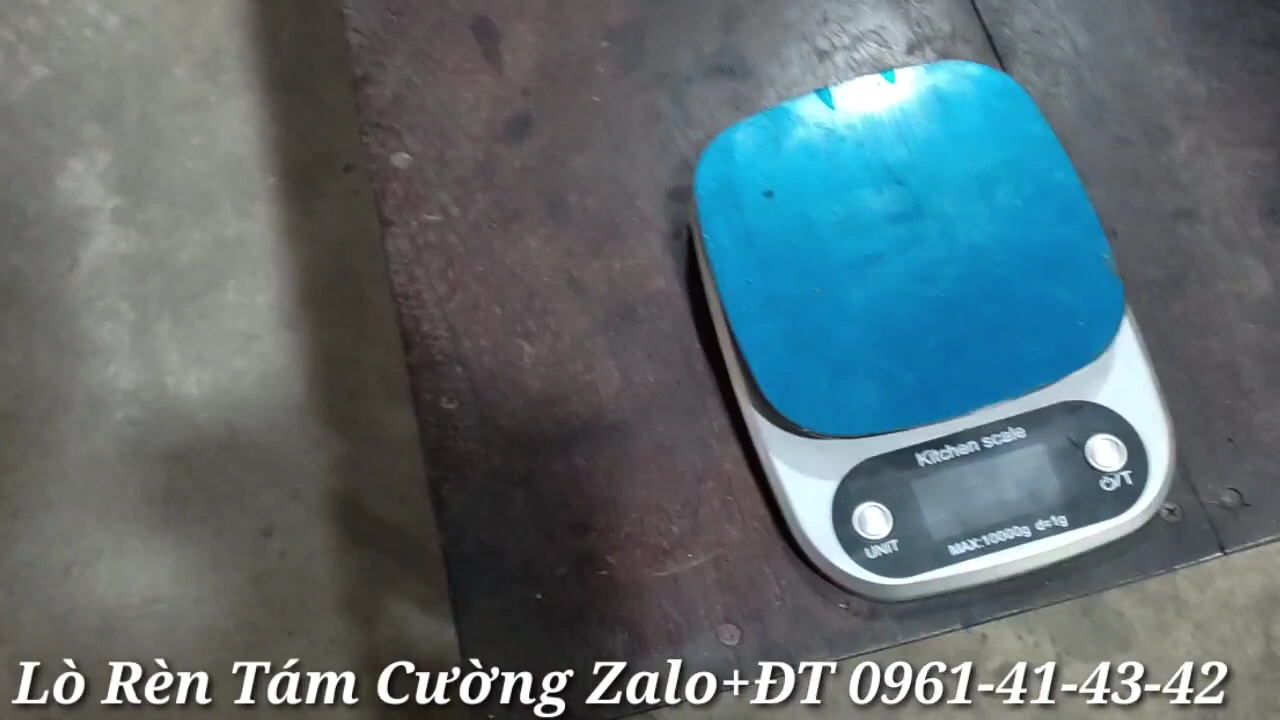 Kitchen scale
⏻/T
UNIT
MAX:10000g d=1g
Lò Rèn Tám Cường Zalo+ĐT 0961-41-43-42